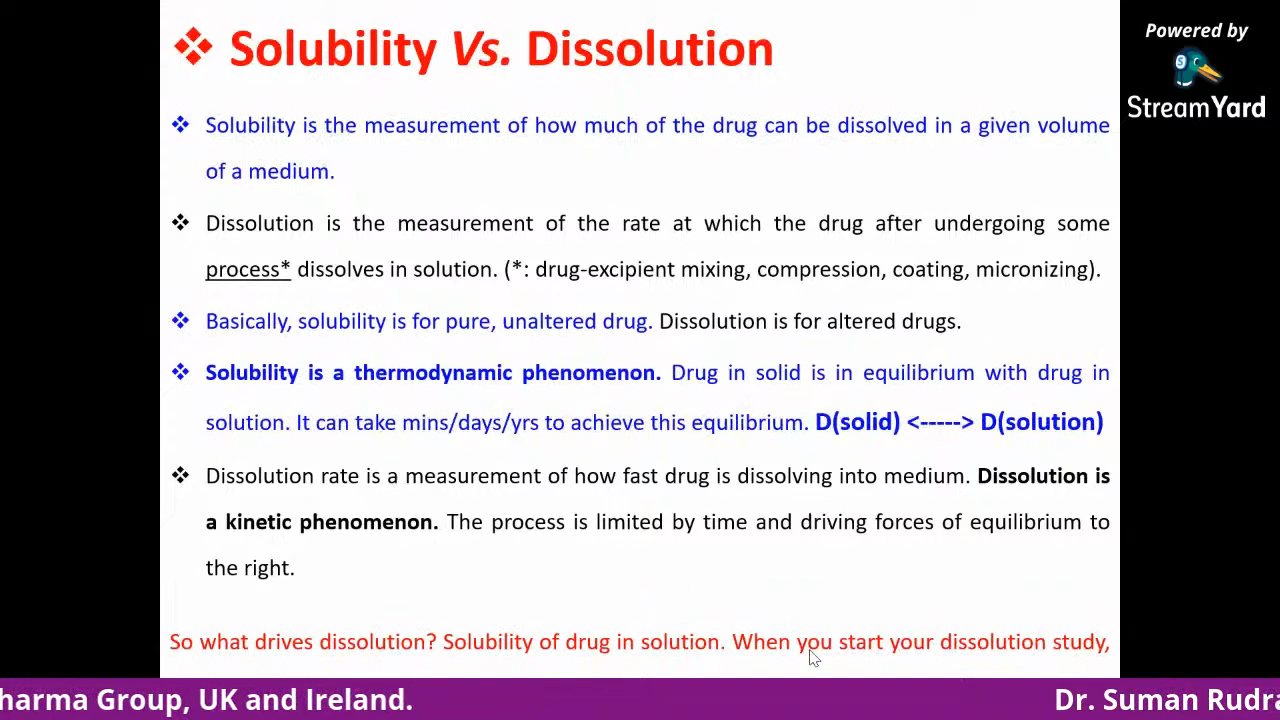 ❖ Solubility Vs. Dissolution
Powered by
StreamYard
❖ Solubility is the measurement of how much of the drug can be dissolved in a given volume
of a medium.
❖ Dissolution is the measurement of the rate at which the drug after undergoing some
process* dissolves in solution. (*: drug-excipient mixing, compression, coating, micronizing).
❖ Basically, solubility is for pure, unaltered drug. Dissolution is for altered drugs.
❖ Solubility is a thermodynamic phenomenon. Drug in solid is in equilibrium with drug in
solution. It can take mins/days/yrs to achieve this equilibrium. D(solid) <-----> D(solution)
❖ Dissolution rate is a measurement of how fast drug is dissolving into medium. Dissolution is
a kinetic phenomenon. The process is limited by time and driving forces of equilibrium to
the right.
So what drives dissolution? Solubility of drug in solution. When you start your dissolution study,
harma Group, UK and Ireland. Dr. Suman Rudra